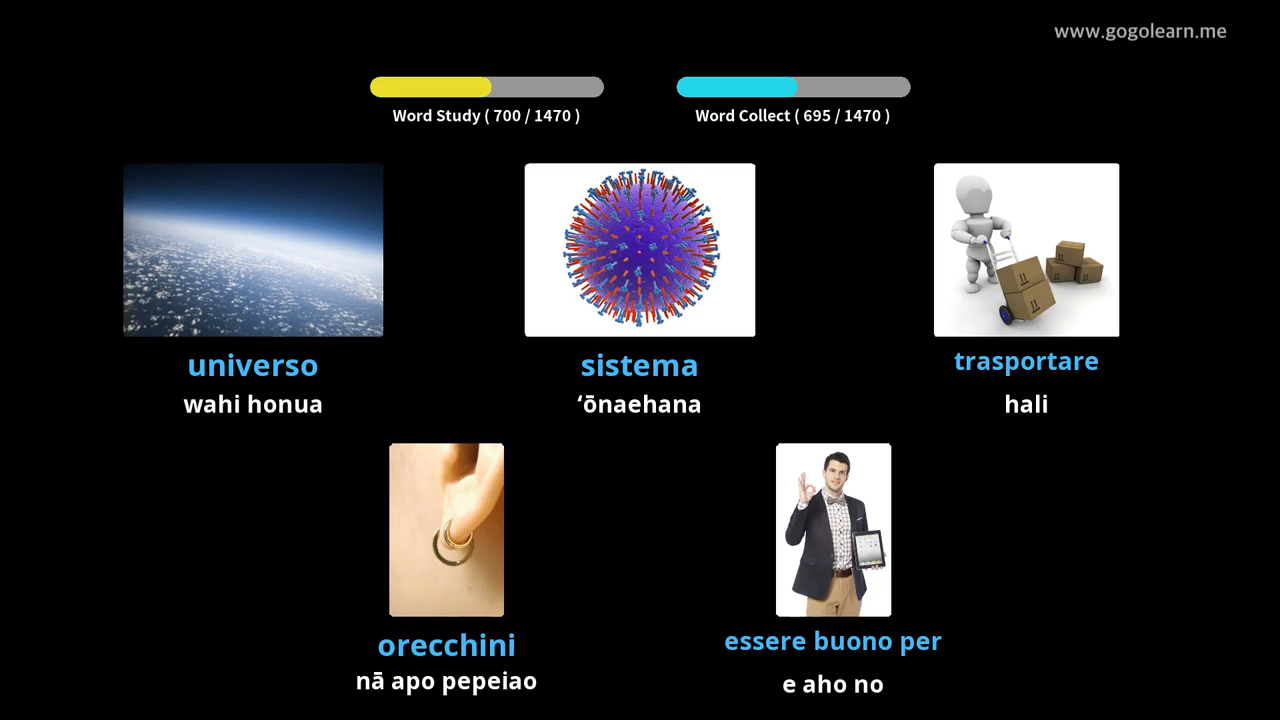 www.gogolearn.me
Word Study ( 700 / 1470 )
Word Collect ( 695 / 1470 )
universo
wahi honua
sistema
ʻōnaehana
trasportare
hali
orecchini
nā apo pepeiao
essere buono per
e aho no